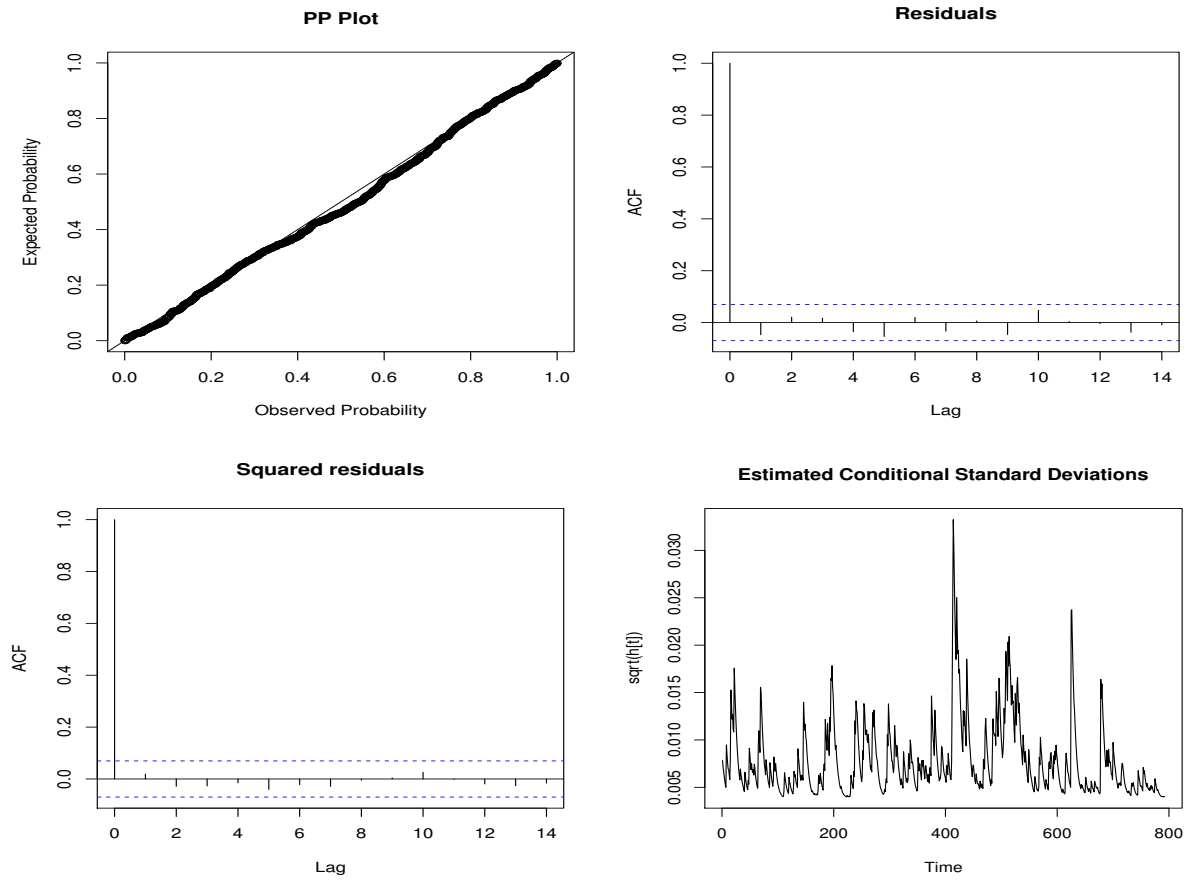 PP Plot
Expected Probability
1.0
0.8
0.6
0.4
0.2
0.0
0.0 0.2 0.4 0.6 0.8 1.0
Observed Probability
Residuals
ACF
1.0
0.8
0.6
0.4
0.2
0.0
0 2 4 6 8 10 12 14
Lag
Squared residuals
ACF
1.0
0.8
0.6
0.4
0.2
0.0
0 2 4 6 8 10 12 14
Lag
Estimated Conditional Standard Deviations
sqrt(h[t])
0.030
0.025
0.020
0.015
0.010
0.005
0 200 400 600 800
Time